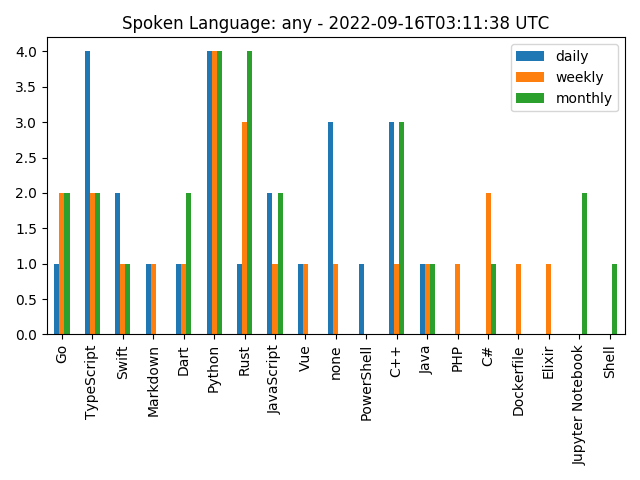 Spoken Language: any - 2022-09-16T03:11:38 UTC
daily
weekly
monthly
4.0
3.5
3.0
2.5
2.0
1.5
1.0
0.5
0.0
Go
TypeScript
Swift
Markdown
Dart
Python
Rust
JavaScript
Vue
none
PowerShell
C++
Java
PHP
C#
Dockerfile
Elixir
Jupyter Notebook
Shell